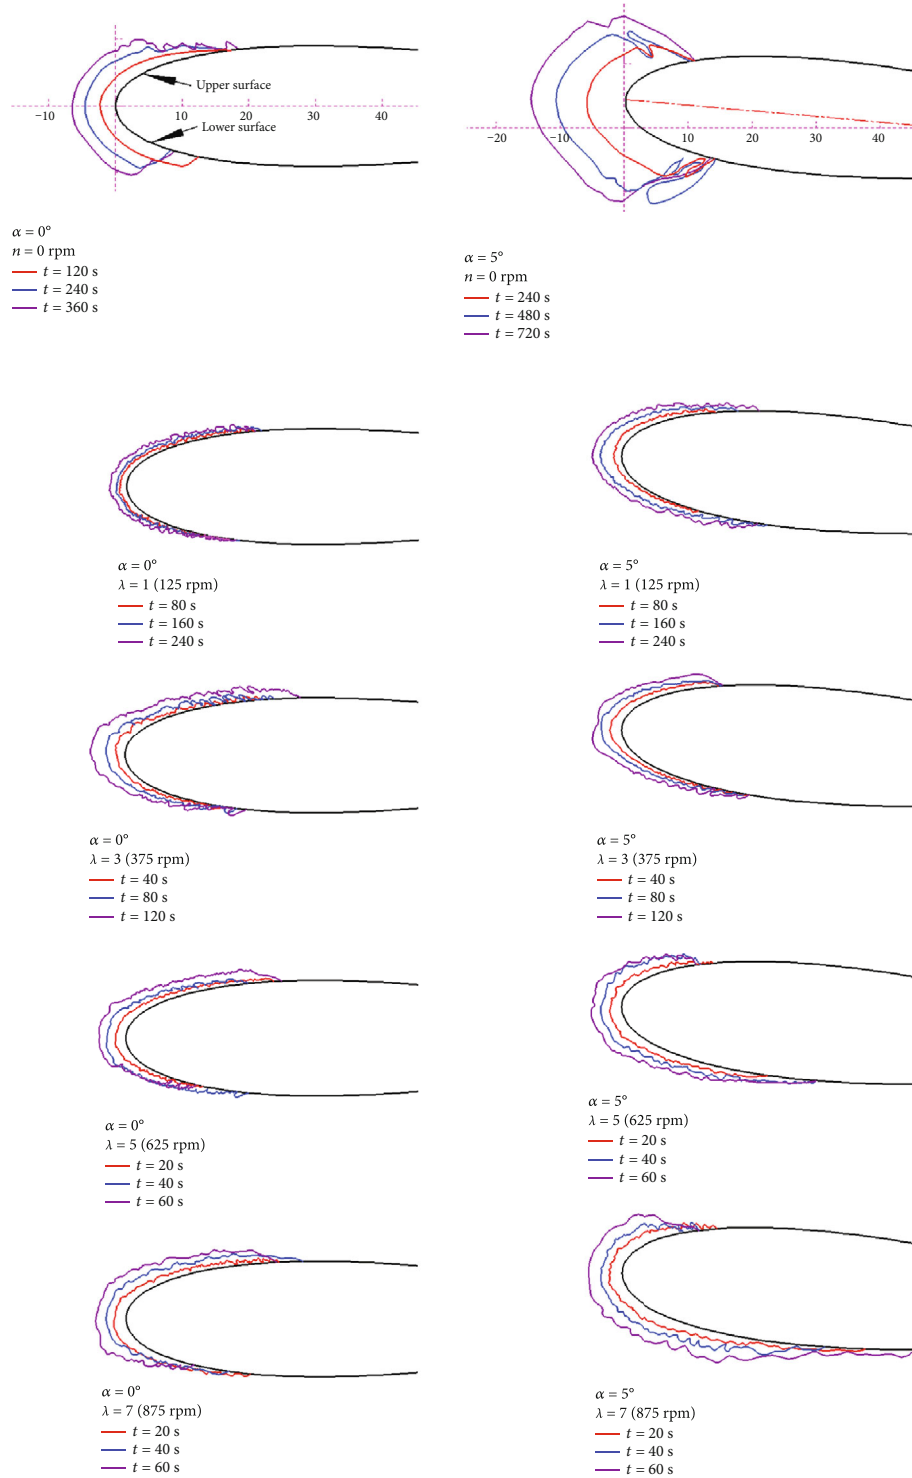 Upper surface
Lower surface
−10
10
20
30
40
α = 0°
n = 0 rpm
t = 120 s
t = 240 s
t = 360 s
−20
−10
10
20
30
40
α = 5°
n = 0 rpm
t = 240 s
t = 480 s
t = 720 s
α = 0°
λ = 1 (125 rpm)
t = 80 s
t = 160 s
t = 240 s
α = 5°
λ = 1 (125 rpm)
t = 80 s
t = 160 s
t = 240 s
α = 0°
λ = 3 (375 rpm)
t = 40 s
t = 80 s
t = 120 s
α = 5°
λ = 3 (375 rpm)
t = 40 s
t = 80 s
t = 120 s
α = 0°
λ = 5 (625 rpm)
t = 20 s
t = 40 s
t = 60 s
α = 5°
λ = 5 (625 rpm)
t = 20 s
t = 40 s
t = 60 s
α = 0°
λ = 7 (875 rpm)
t = 20 s
t = 40 s
t = 60 s
α = 5°
λ = 7 (875 rpm)
t = 20 s
t = 40 s
t = 60 s